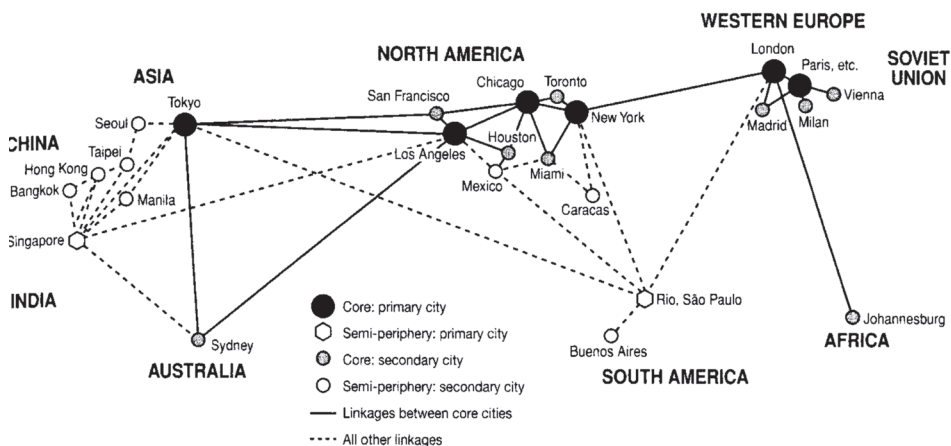 WESTERN EUROPE
London
SOVIET
UNION
NORTH AMERICA
Paris, etc.
ASIA
Chicago
Toronto
Tokyo
San Francisco
Vienna
Seoul
New York
Madrid
Milan
CHINA
Taipei
Houston
Los Angeles
Hong Kong
Miami
Bangkok
Mexico
Manila
Caracas
Singapore
INDIA
Rio, Sâo Paulo
Core: primary city
Semi-periphery: primary city
Johannesburg
Sydney
Core: secondary city
Buenos Aires
AFRICA
AUSTRALIA
SOUTH AMERICA
Semi-periphery: secondary city
Linkages between core cities
All other linkages